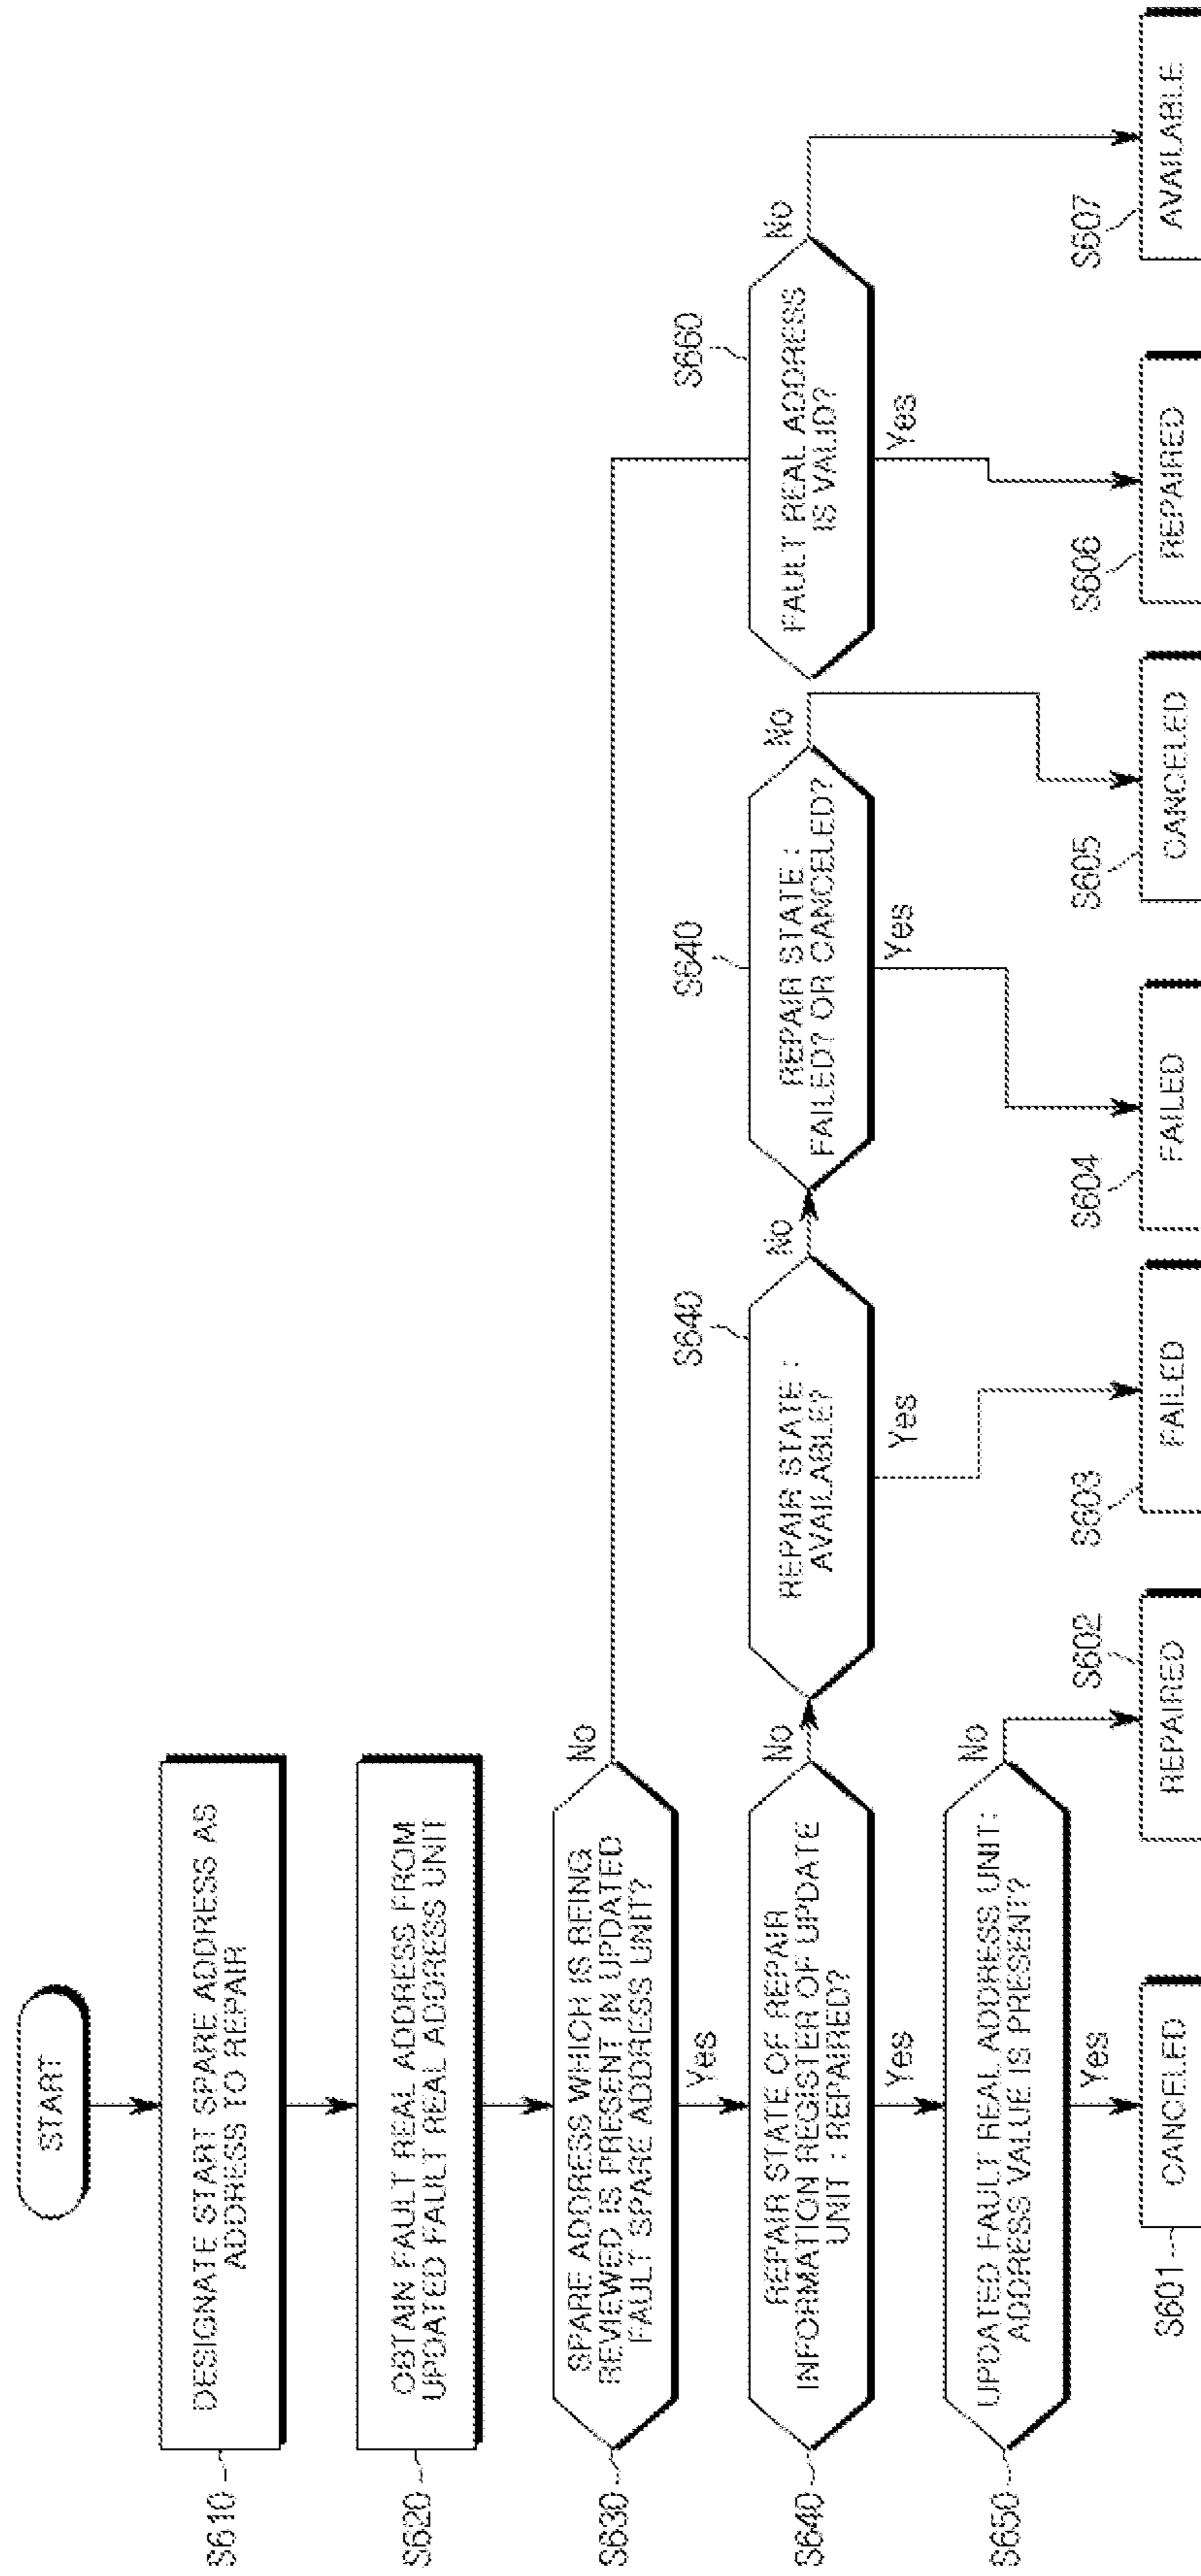 START
S610
DESIGNATE START SPARE ADDRESS AS
ADDRESS TO REPAIR
S620
OBTAIN FAULT REAL ADDRESS FROM
UPDATED FAULT REAL ADDRESS UNIT
S630
SPARE ADDRESS WHICH IS BEING
REVIEWED IS PRESENT IN UPDATED
FAULT SPARE ADDRESS UNIT?
No
Yes
S640
REPAIR STATE OF REPAIR
INFORMATION REGISTER OF UPDATE
UNIT : REPAIRED?
No
Yes
S640
REPAIR STATE :
AVAILABLE?
No
Yes
S640
REPAIR STATE :
FAILED? OR CANCELED?
No
Yes
S660
FAULT REAL ADDRESS
IS VALID?
No
Yes
S650
UPDATED FAULT REAL ADDRESS UNIT:
ADDRESS VALUE IS PRESENT?
No
Yes
S601
CANCELED
S602
REPAIRED
S603
FAILED
S604
FAILED
S605
CANCELED
S606
REPAIRED
S607
AVAILABLE